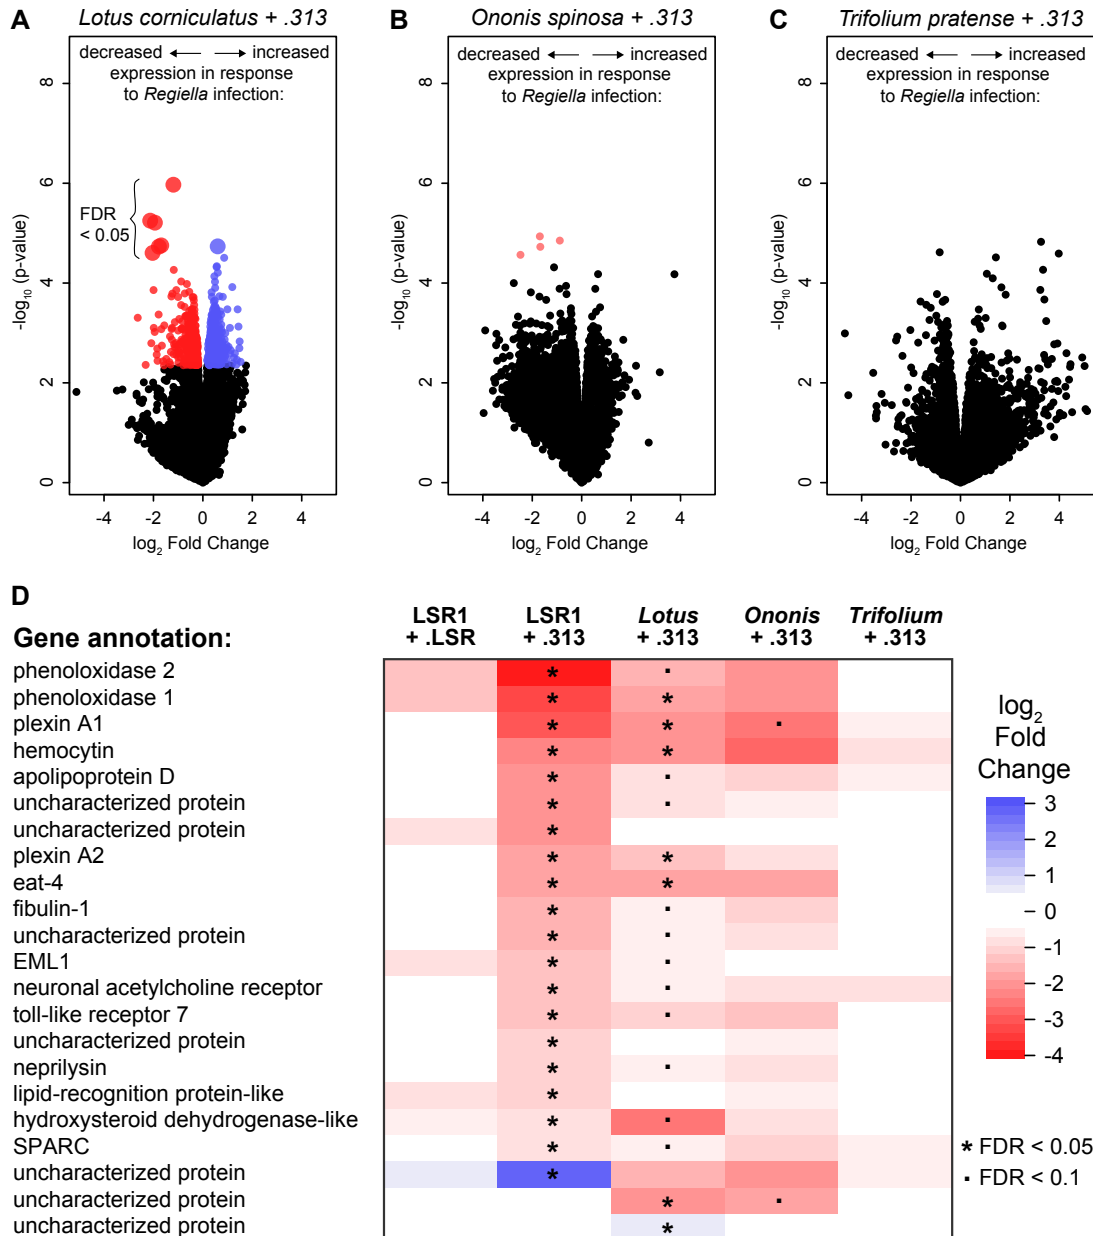 A
Lotus corniculatus + .313
decreased ← → increased
expression in response
to Regiella infection:
FDR
< 0.05
-log10 (p-value)
8
6
4
2
0
-4 -2 0 2 4
log2 Fold Change
B
Ononis spinosa + .313
decreased ← → increased
expression in response
to Regiella infection:
-log10 (p-value)
8
6
4
2
0
-4 -2 0 2 4
log2 Fold Change
C
Trifolium pratense + .313
decreased ← → increased
expression in response
to Regiella infection:
-log10 (p-value)
8
6
4
2
0
-4 -2 0 2 4
log2 Fold Change
D
Gene annotation:
LSR1 + .LSR
LSR1 + .313
Lotus + .313
Ononis + .313
Trifolium + .313
phenoloxidase 2 * ·
phenoloxidase 1 * *
plexin A1 * * ·
hemocytin * *
apolipoprotein D * ·
uncharacterized protein * ·
uncharacterized protein *
plexin A2 * *
eat-4 * *
fibulin-1 * ·
uncharacterized protein * ·
EML1 * ·
neuronal acetylcholine receptor * ·
toll-like receptor 7 * ·
uncharacterized protein *
neprilysin * ·
lipid-recognition protein-like *
hydroxysteroid dehydrogenase-like * ·
SPARC * ·
uncharacterized protein *
uncharacterized protein * ·
uncharacterized protein *
log2
Fold
Change
3
2
1
0
-1
-2
-3
-4
* FDR < 0.05
· FDR < 0.1